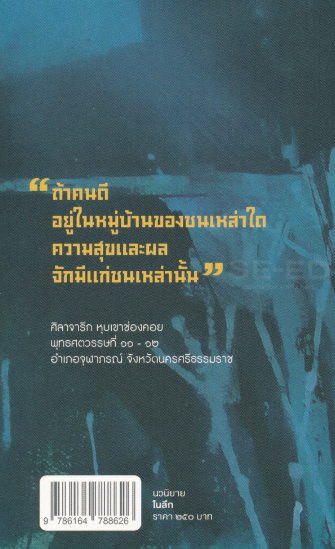 “ถ้าคนดี
อยู่ในหมู่บ้านของชนเหล่าใด
ความสุขและผล
จักมีแก่ชนเหล่านั้น”
SE-ED
ศิลาจารึก หุบเขาช่องคอย
พุทธศตวรรษที่ ๑๑ - ๑๒
อำเภอจุฬาภรณ์ จังหวัดนครศรีธรรมราช
นวนิยาย
โนลึก
ราคา ๒๕๐ บาท
9 786164 788626